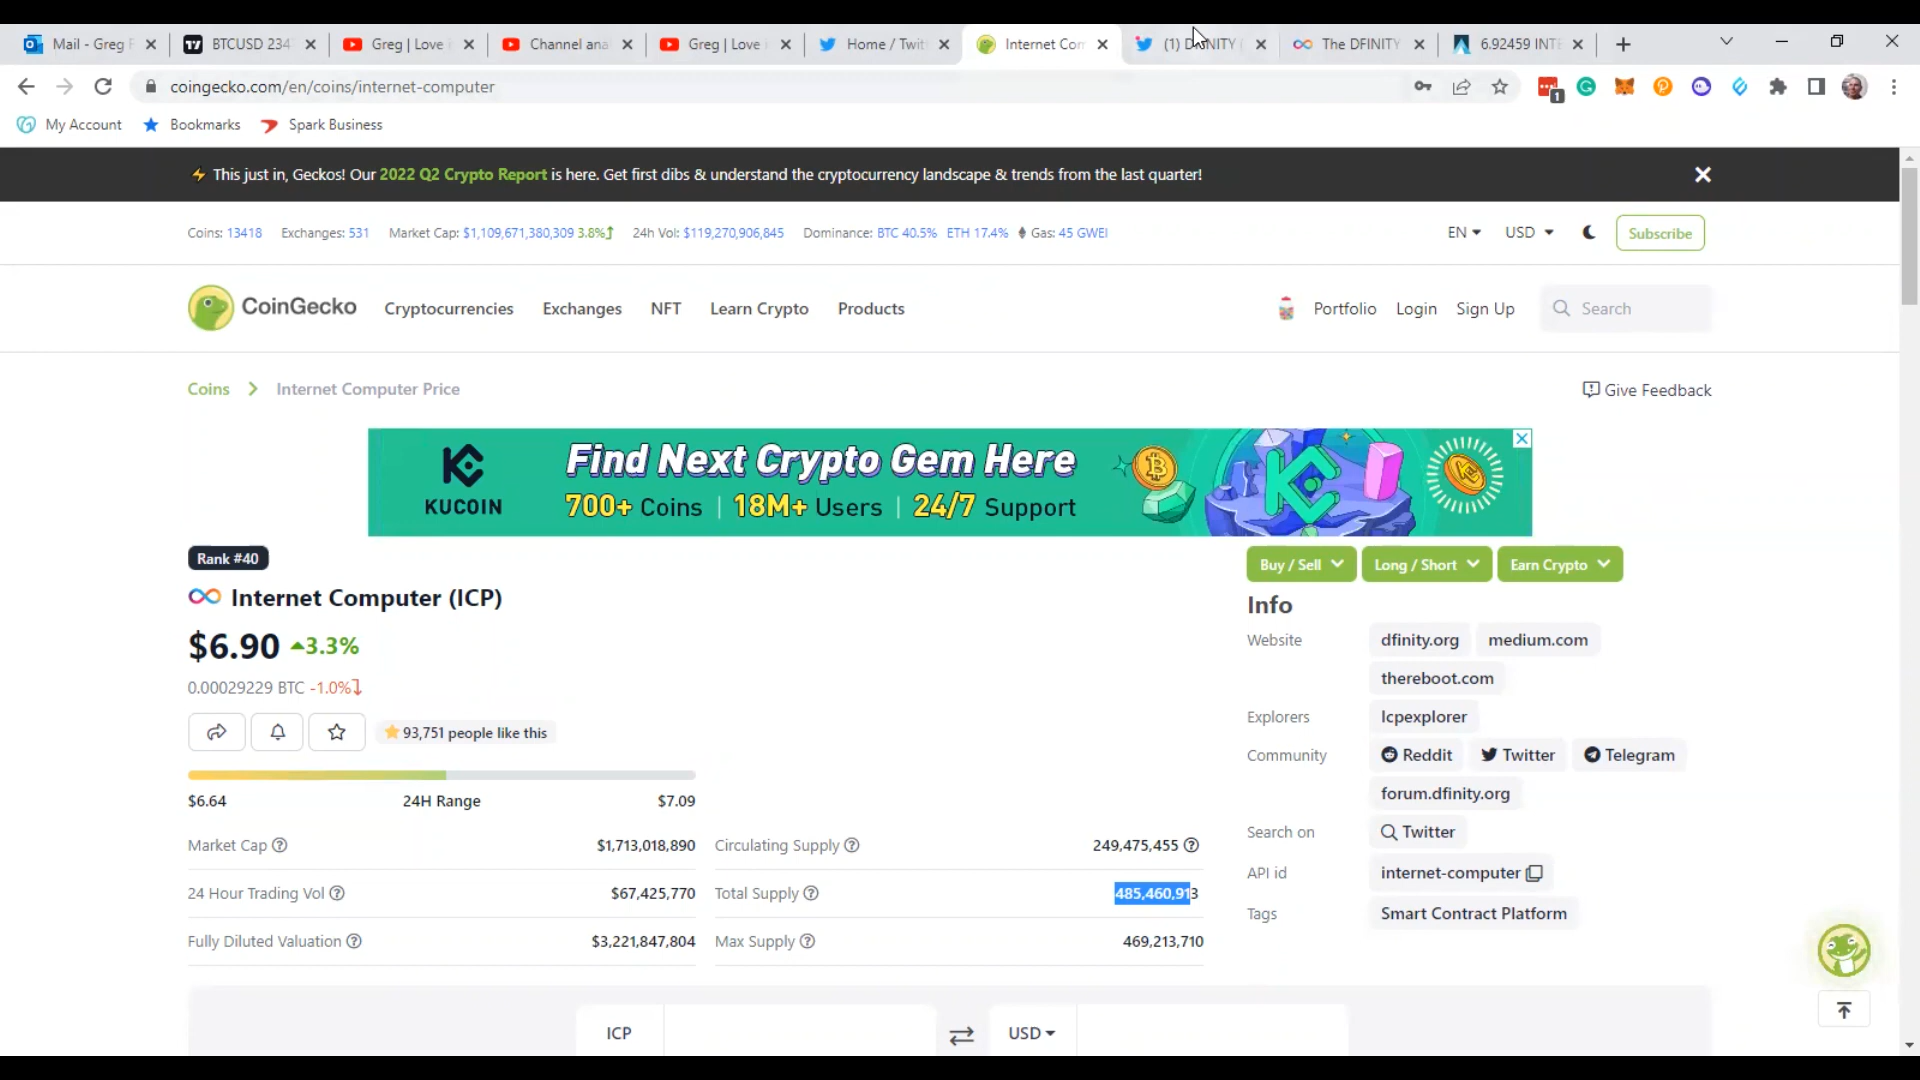 Mail - Greg F
BTCUSD 234
Greg | Love
Channel ana
Greg | Love
Home / Twit
Internet Com
(1) DFINITY
The DFINITY
6.92459 INTE
coingecko.com/en/coins/internet-computer
1
My Account
Bookmarks
Spark Business
This just in, Geckos! Our 2022 Q2 Crypto Report is here. Get first dibs & understand the cryptocurrency landscape & trends from the last quarter!
Coins: 13418 Exchanges: 531 Market Cap: $1,109,671,380,309 3.8% 24h Vol: $119,270,906,845 Dominance: BTC 40.5% ETH 17.4% Gas: 45 GWEI
EN USD Subscribe
CoinGecko Cryptocurrencies Exchanges NFT Learn Crypto Products
Portfolio Login Sign Up Search
Coins > Internet Computer Price
Give Feedback
KUCOIN
Find Next Crypto Gem Here
700+ Coins | 18M+ Users | 24/7 Support
Rank #40
Internet Computer (ICP)
$6.90 3.3%
0.00029229 BTC -1.0%
93,751 people like this
$6.64 24H Range $7.09
Market Cap $1,713,018,890
Circulating Supply 249,475,455
24 Hour Trading Vol $67,425,770
Total Supply 485,460,913
Fully Diluted Valuation $3,221,847,804
Max Supply 469,213,710
Buy / Sell Long / Short Earn Crypto
Info
Website dfinity.org medium.com
thereboot.com
Explorers Icpexplorer
Community Reddit Twitter Telegram
forum.dfinity.org
Search on Twitter
API id internet-computer
Tags Smart Contract Platform
ICP
USD